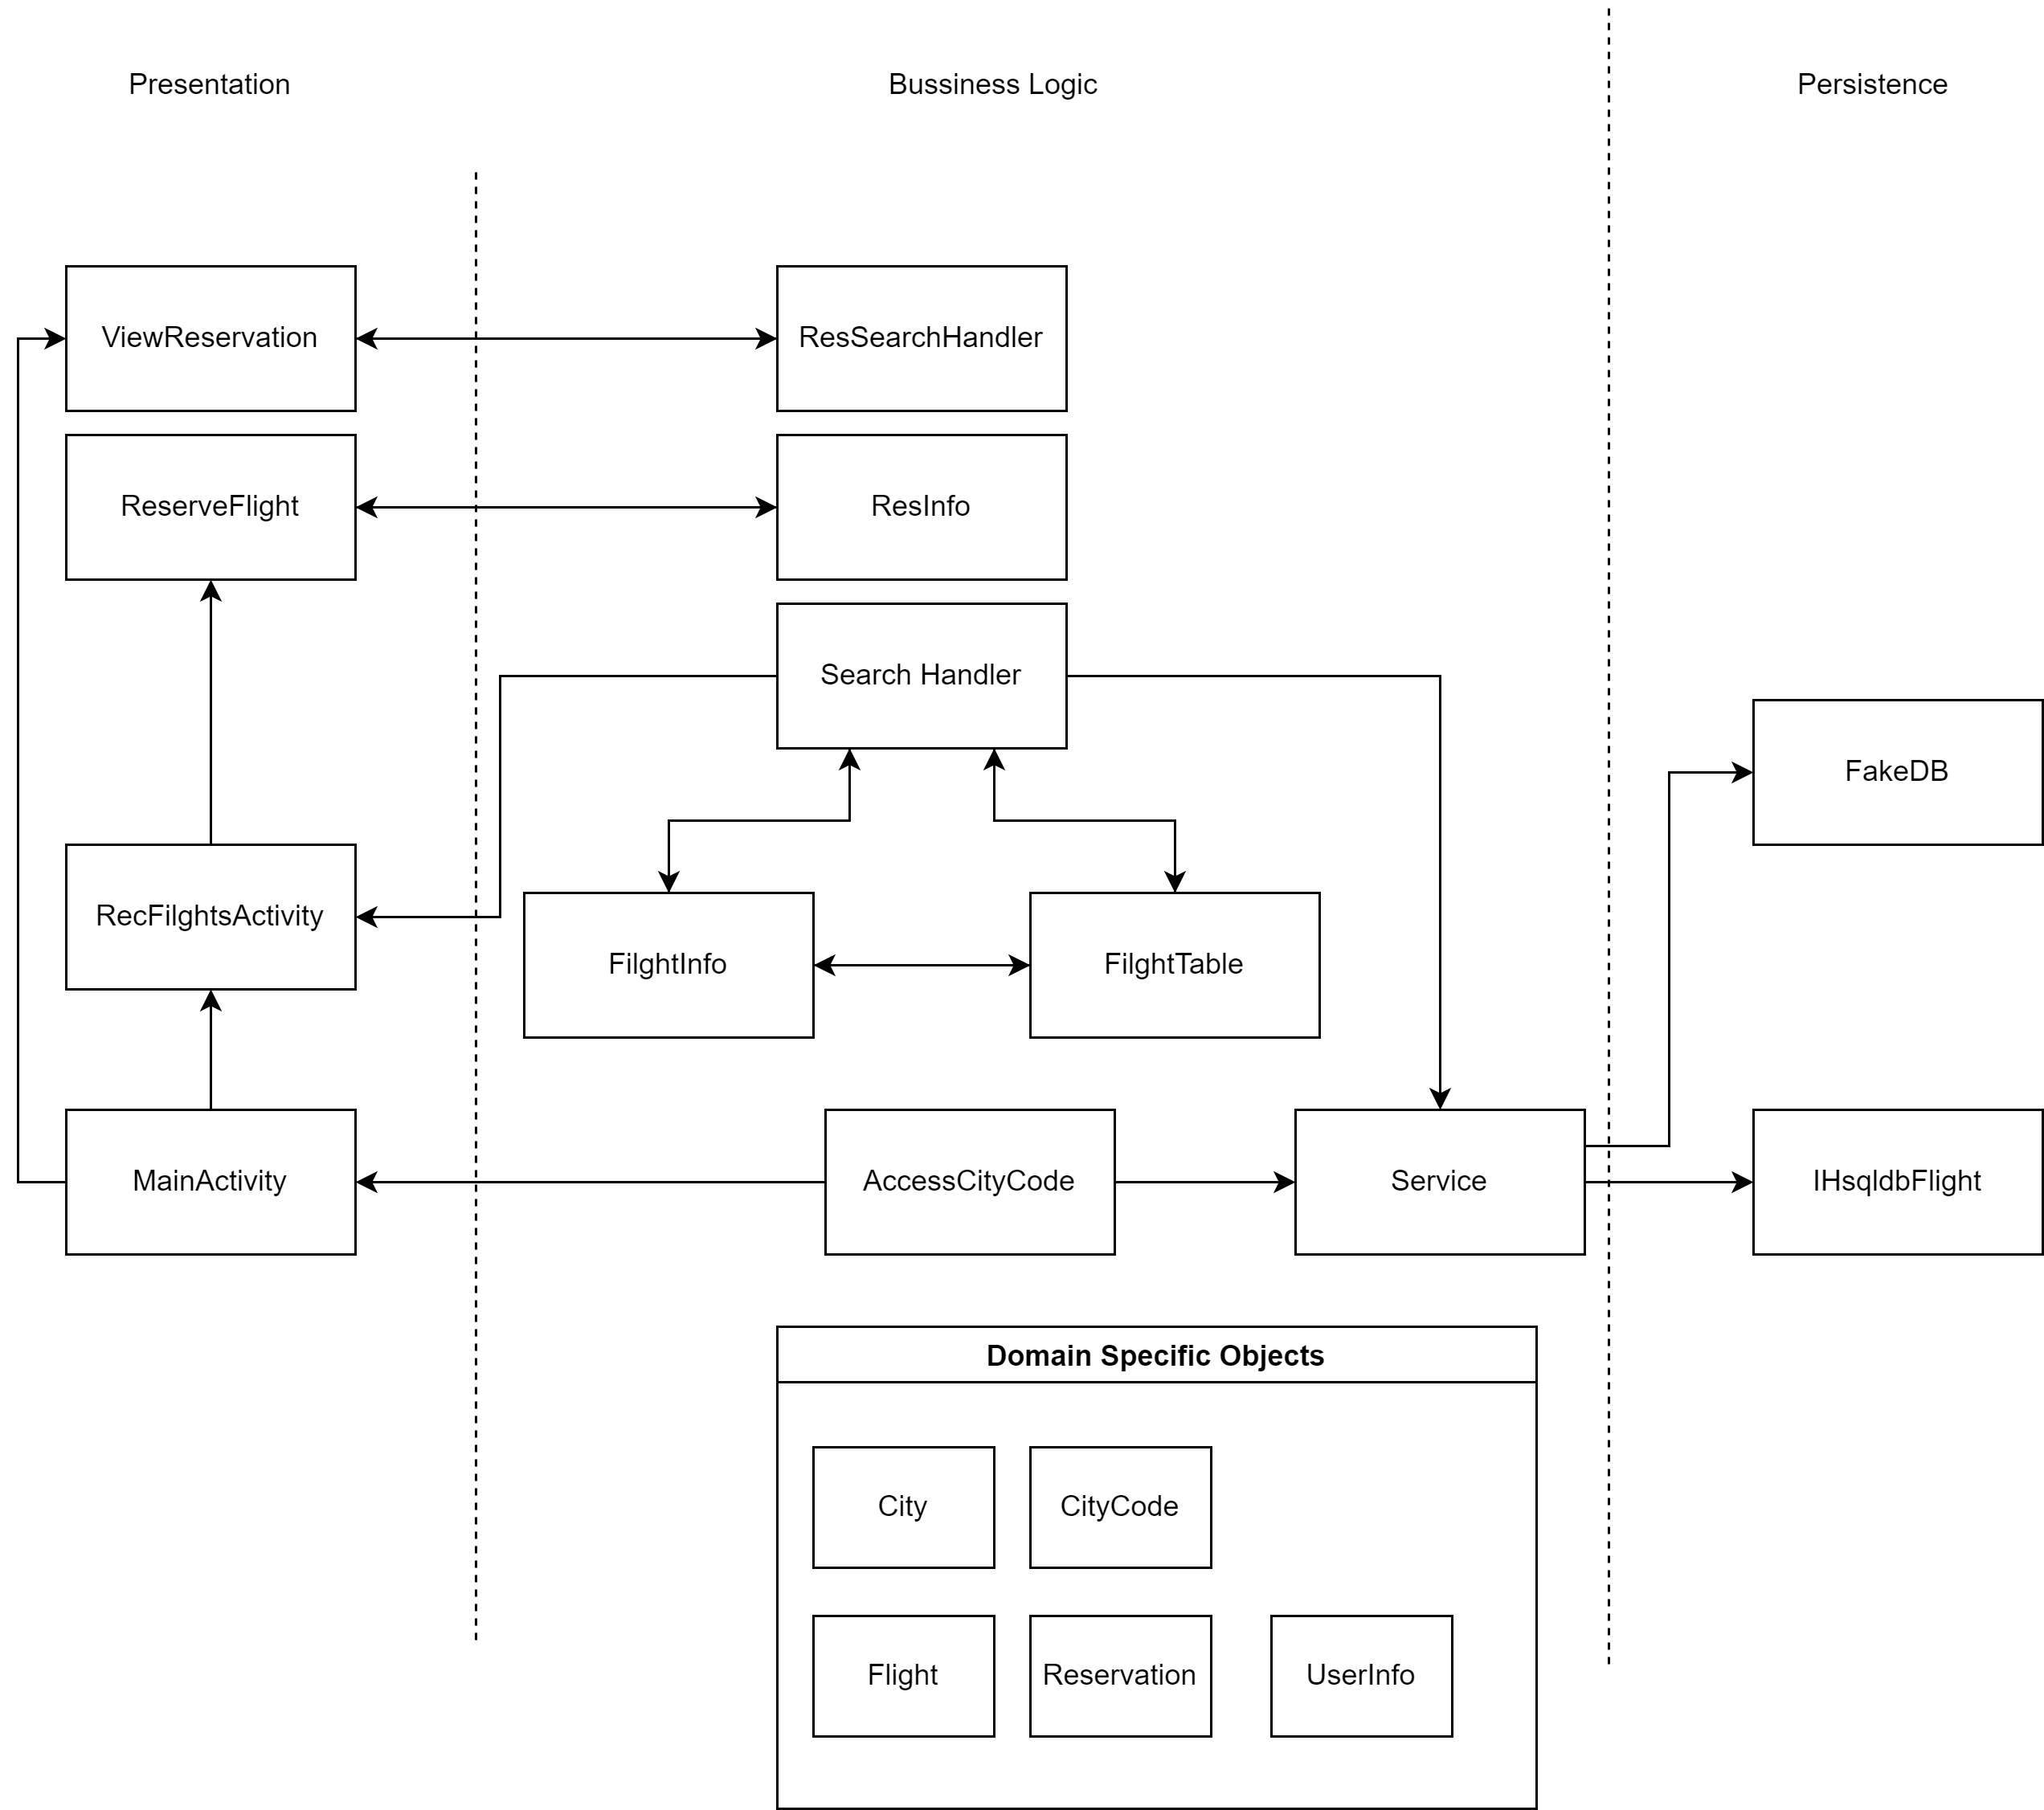 Presentation
Bussiness Logic
Persistence
ViewReservation
ResSearchHandler
ReserveFlight
ResInfo
Search Handler
FakeDB
RecFilghtsActivity
FilghtInfo
FilghtTable
MainActivity
AccessCityCode
Service
IHsqldbFlight
Domain Specific Objects
City
CityCode
Flight
Reservation
UserInfo